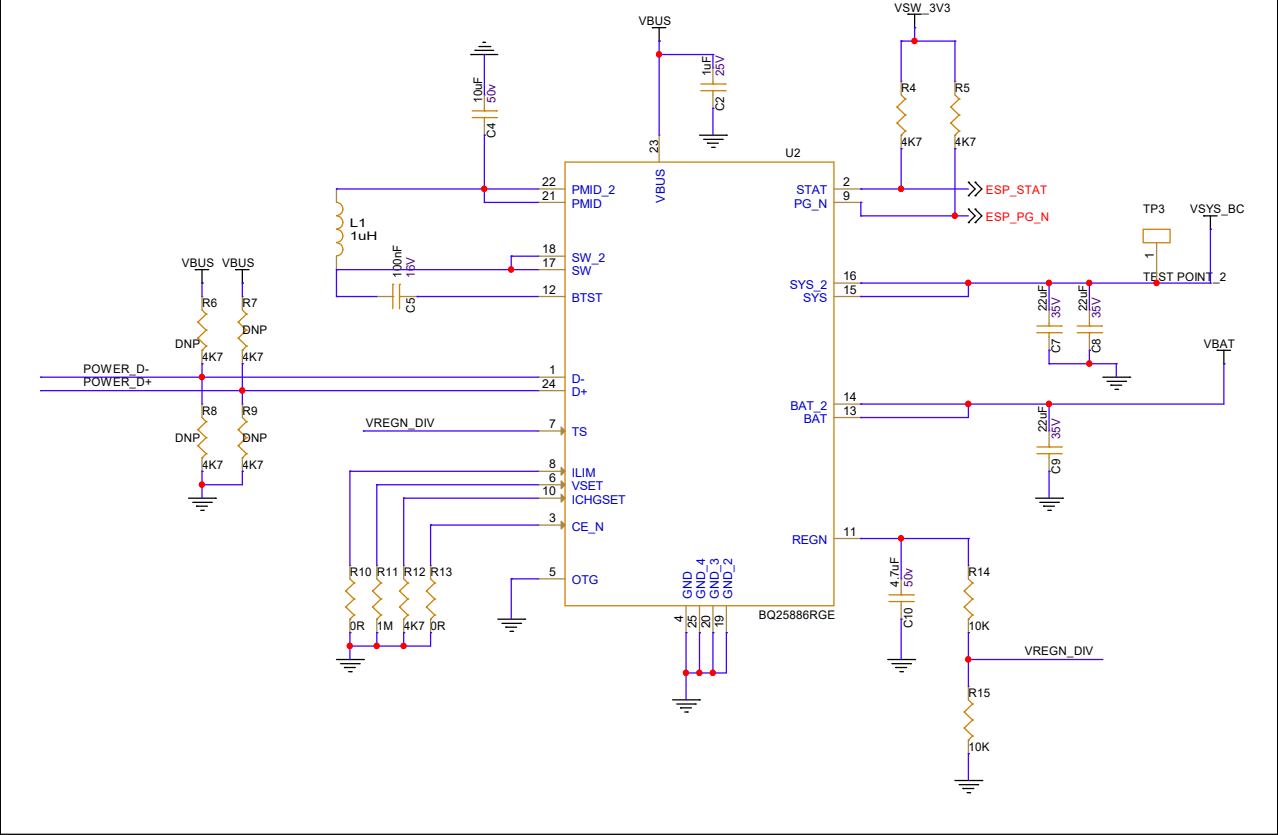 VSW_3V3
VBUS
10uF
50v
C4
1uF
25V
C2
R4
4K7
R5
4K7
U2
23
VBUS
22
PMID_2
21
PMID
STAT
2
ESP_STAT
PG_N
9
ESP_PG_N
L1
1uH
TP3
1
TEST POINT_2
VSYS_BC
18
SW_2
17
SW
100nF
16V
C5
12
BTST
SYS_2
16
SYS
15
22uF
35V
C7
22uF
35V
C8
VBUS
VBUS
R6
DNP
4K7
R7
DNP
4K7
VBAT
POWER_D-
POWER_D+
1
D-
24
D+
R8
DNP
4K7
R9
DNP
4K7
VREGN_DIV
7
TS
BAT_2
14
BAT
13
22uF
35V
C9
8
ILIM
6
VSET
10
ICHGSET
3
CE_N
5
OTG
R10
0R
R11
1M
R12
4K7
R13
0R
REGN
11
4.7uF
50v
C10
R14
10K
GND
GND_4
GND_3
GND_2
4
25
20
19
BQ25886RGE
VREGN_DIV
R15
10K